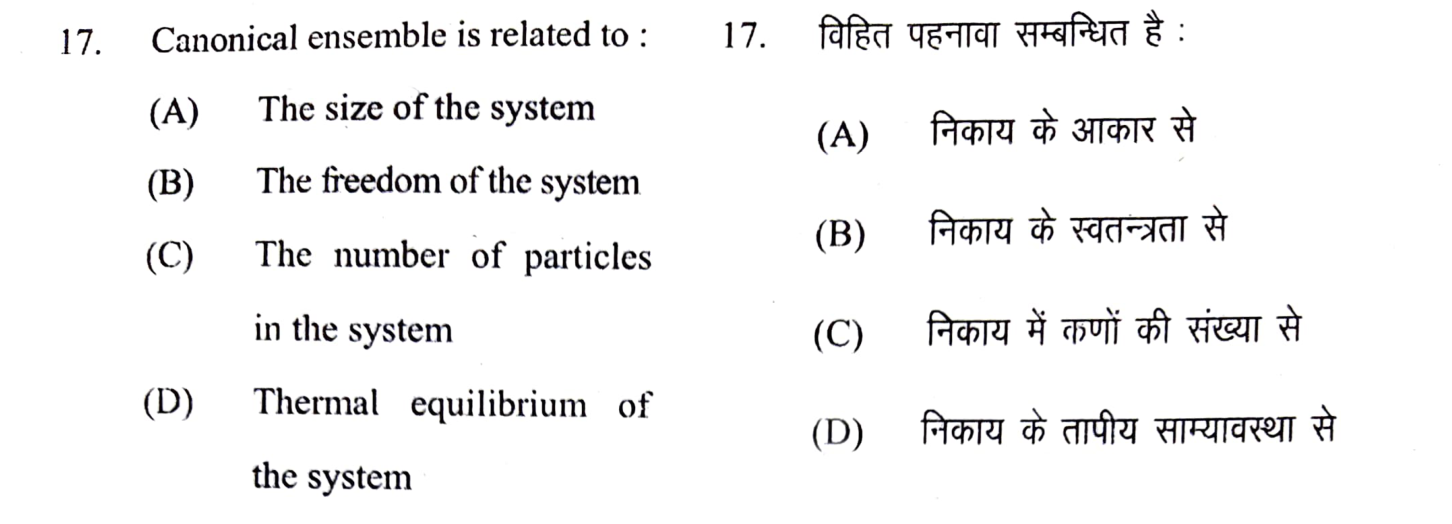 17. Canonical ensemble is related to :
(A) The size of the system
(B) The freedom of the system
(C) The number of particles
in the system
(D) Thermal equilibrium of
the system
17. विहित पहनावा सम्बन्धित है :
(A) निकाय के आकार से
(B) निकाय के स्वतन्त्रता से
(C) निकाय में कणों की संख्या से
(D) निकाय के तापीय साम्यावस्था से